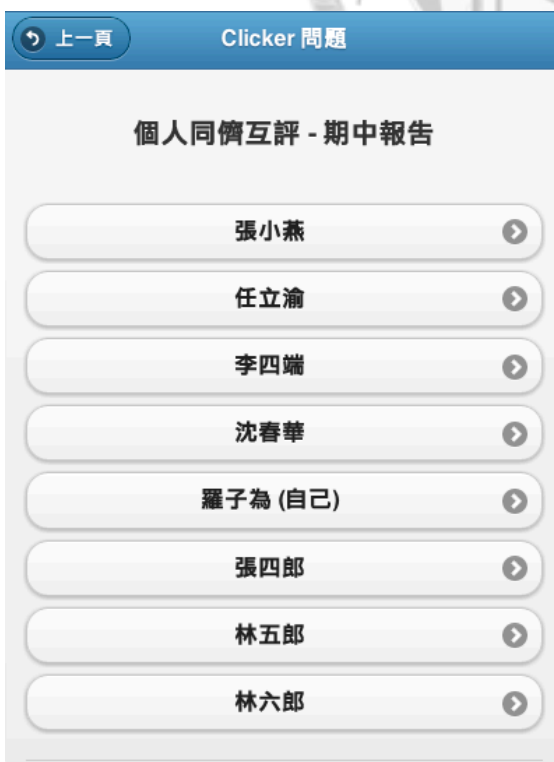 上一頁
Clicker 問題
個人同儕互評 - 期中報告
張小燕
任立渝
李四端
沈春華
羅子為 (自己)
張四郎
林五郎
林六郎